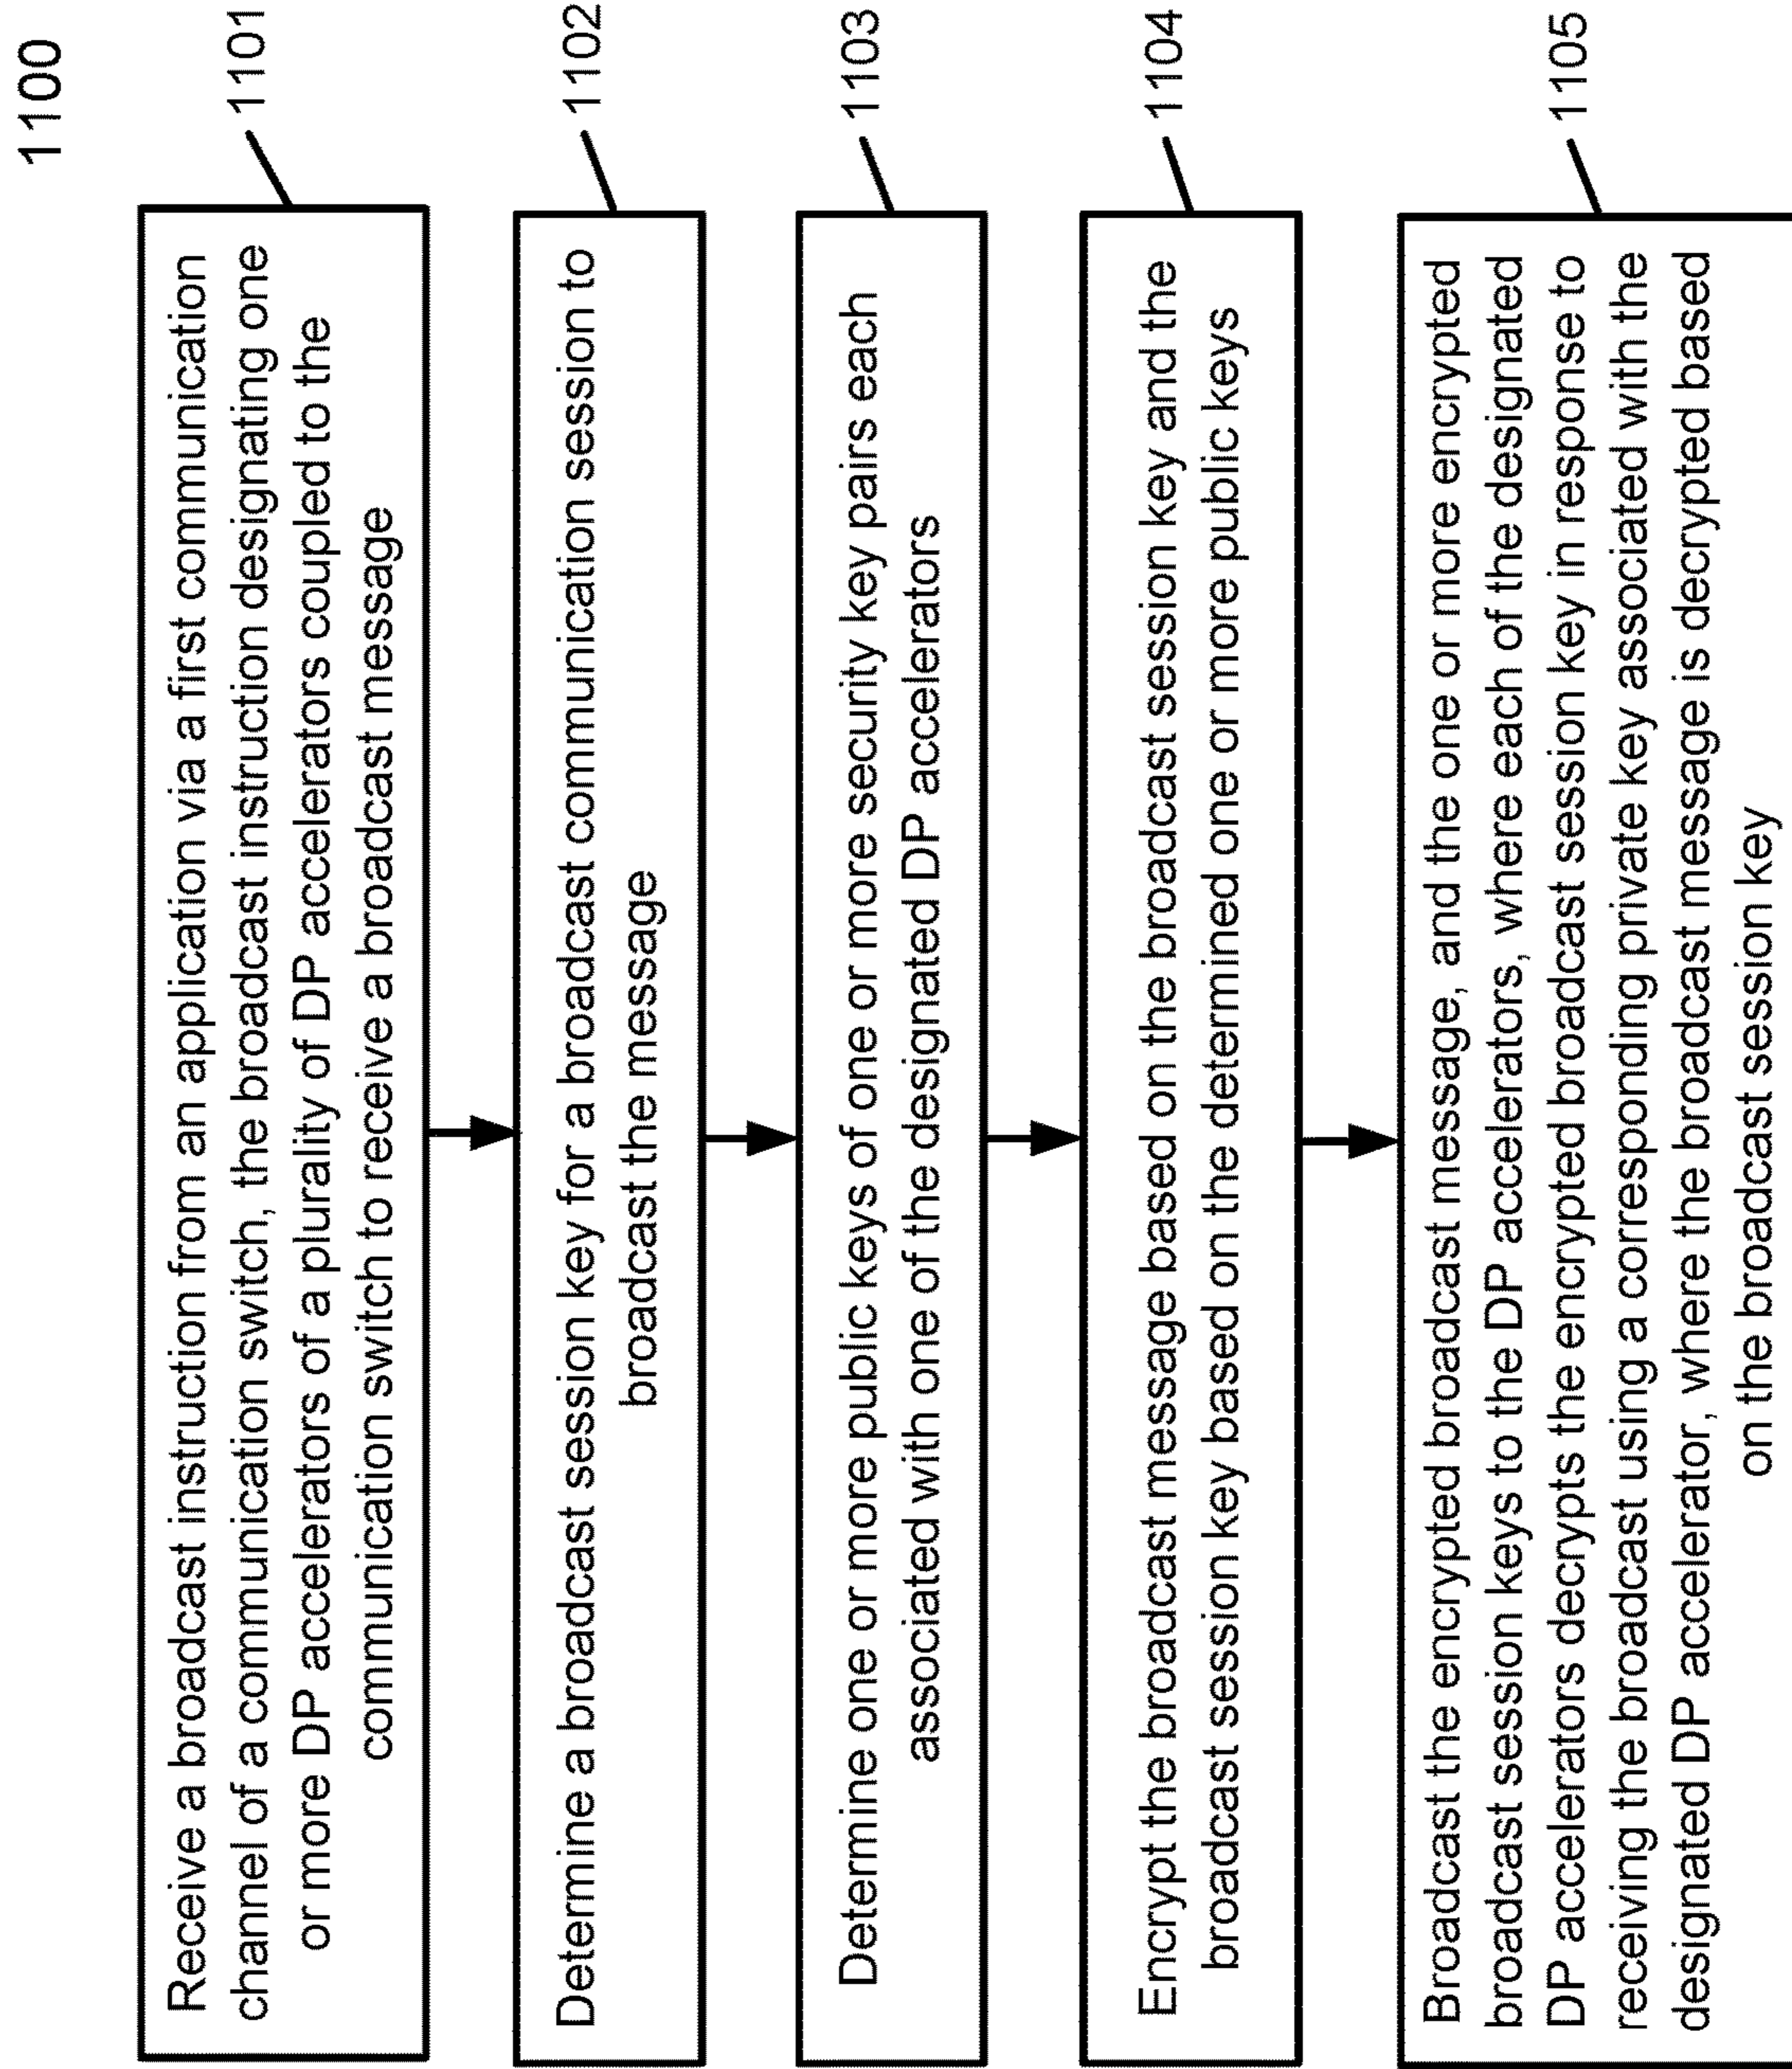 1100
Receive a broadcast instruction from an application via a first communication
channel of a communication switch, the broadcast instruction designating one
or more DP accelerators of a plurality of DP accelerators coupled to the
communication switch to receive a broadcast message
1101
Determine a broadcast session key for a broadcast communication session to
broadcast the message
1102
Determine one or more public keys of one or more security key pairs each
associated with one of the designated DP accelerators
1103
Encrypt the broadcast message based on the broadcast session key and the
broadcast session key based on the determined one or more public keys
1104
Broadcast the encrypted broadcast message, and the one or more encrypted
broadcast session keys to the DP accelerators, where each of the designated
DP accelerators decrypts the encrypted broadcast session key in response to
receiving the broadcast using a corresponding private key associated with the
designated DP accelerator, where the broadcast message is decrypted based
on the broadcast session key
1105